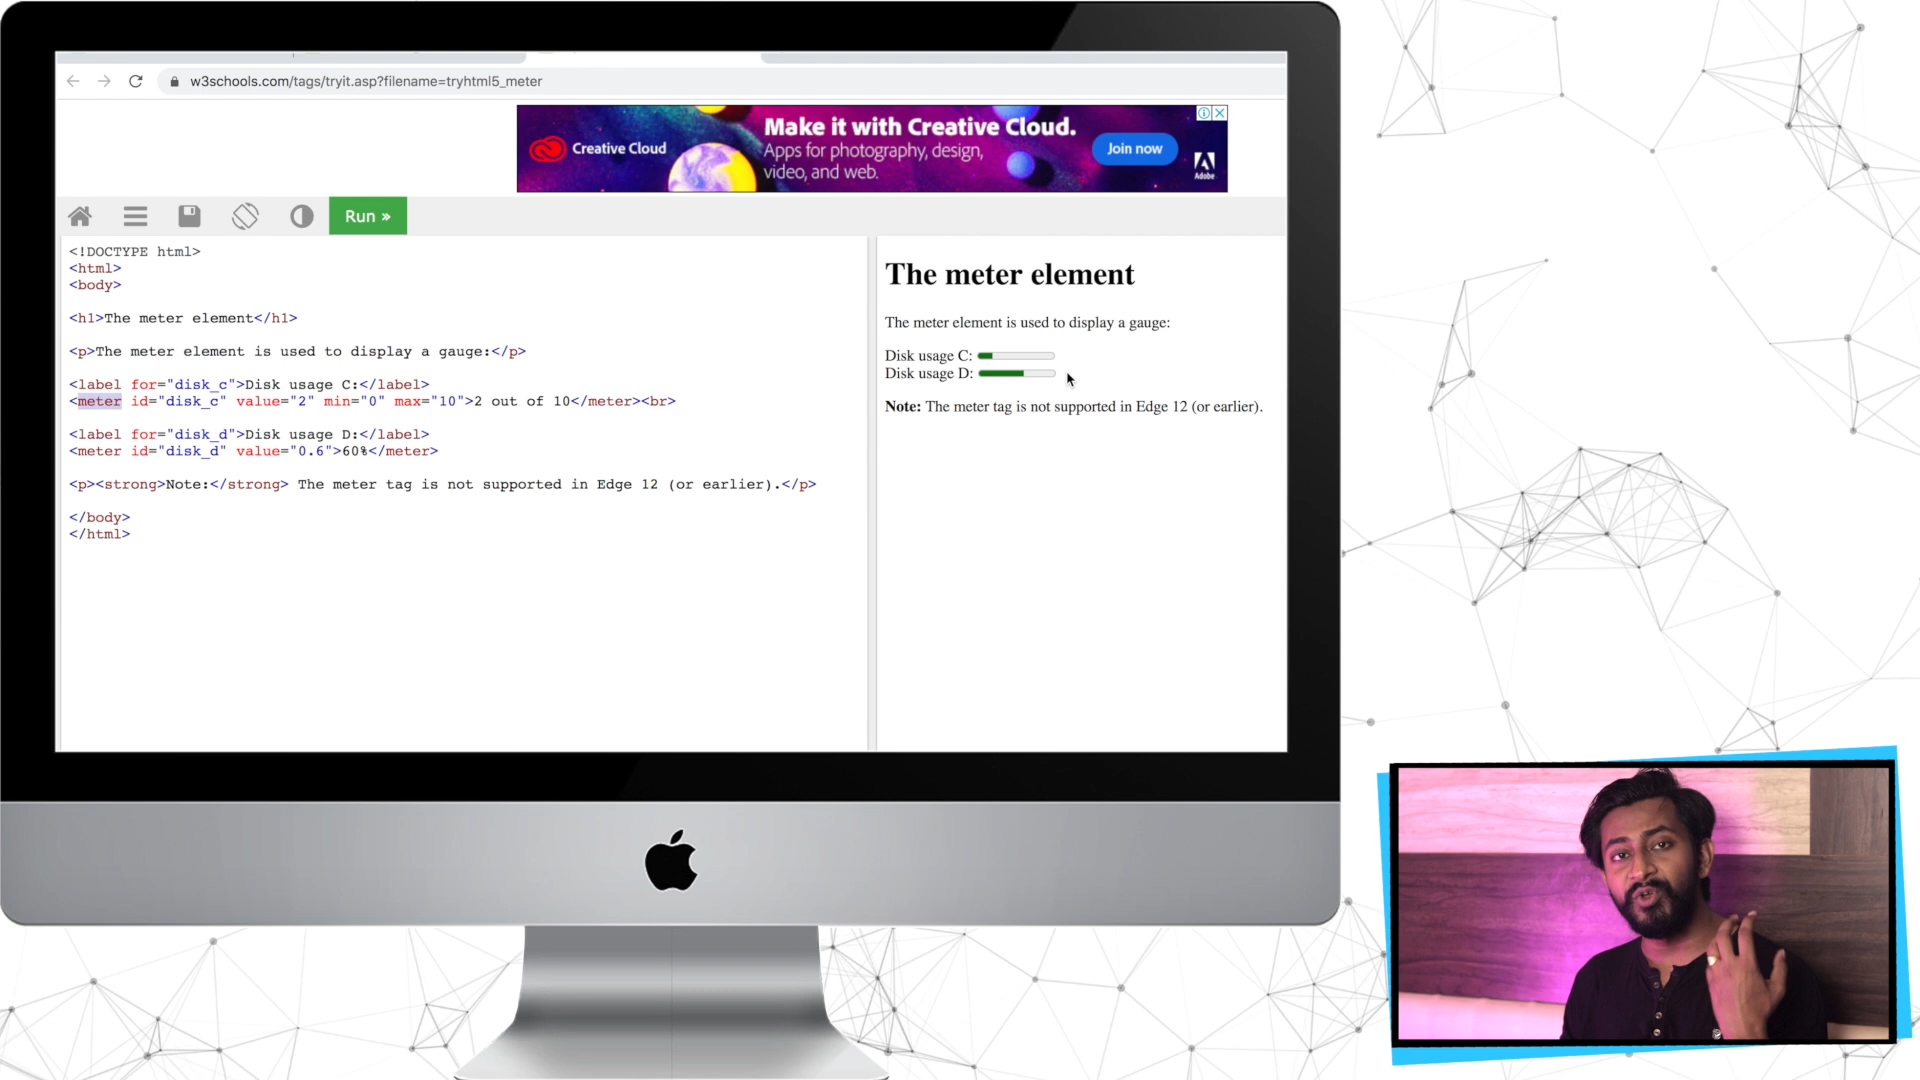 w3schools.com/tags/tryit.asp?filename=tryhtml5_meter
Creative Cloud
Make it with Creative Cloud.
Apps for photography, design,
video, and web.
Join now
Adobe
Run »
<!DOCTYPE html>
<html>
<body>
<h1>The meter element</h1>
<p>The meter element is used to display a gauge:</p>
<label for="disk_c">Disk usage C:</label>
<meter id="disk_c" value="2" min="0" max="10">2 out of 10</meter><br>
<label for="disk_d">Disk usage D:</label>
<meter id="disk_d" value="0.6">60%</meter>
<p><strong>Note:</strong> The meter tag is not supported in Edge 12 (or earlier).</p>
</body>
</html>
The meter element
The meter element is used to display a gauge:
Disk usage C:
Disk usage D:
Note: The meter tag is not supported in Edge 12 (or earlier).